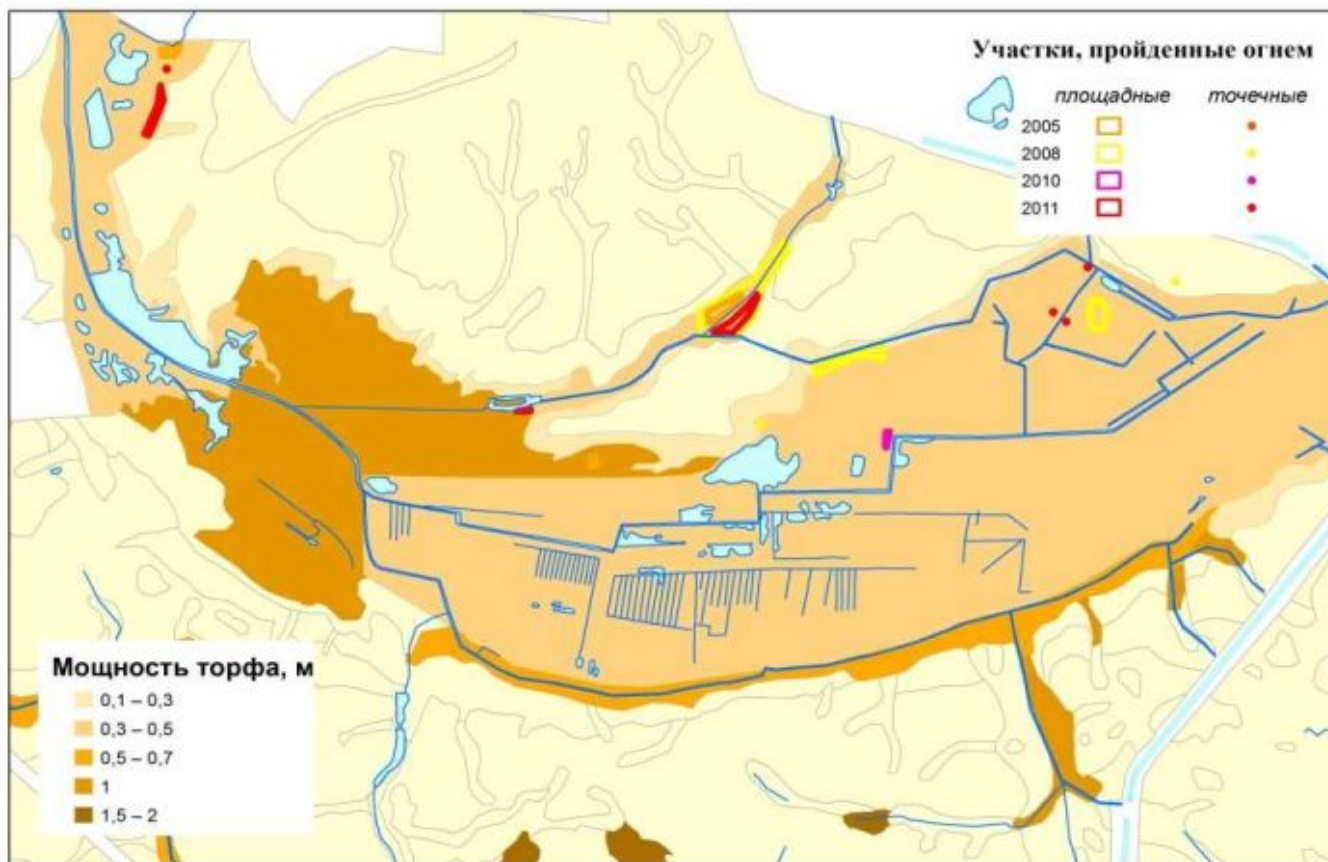 Участки, пройденные огнем
площадные точечные
2005
2008
2010
2011
Мощность торфа, м
0,1 – 0,3
0,3 – 0,5
0,5 – 0,7
1
1,5 – 2